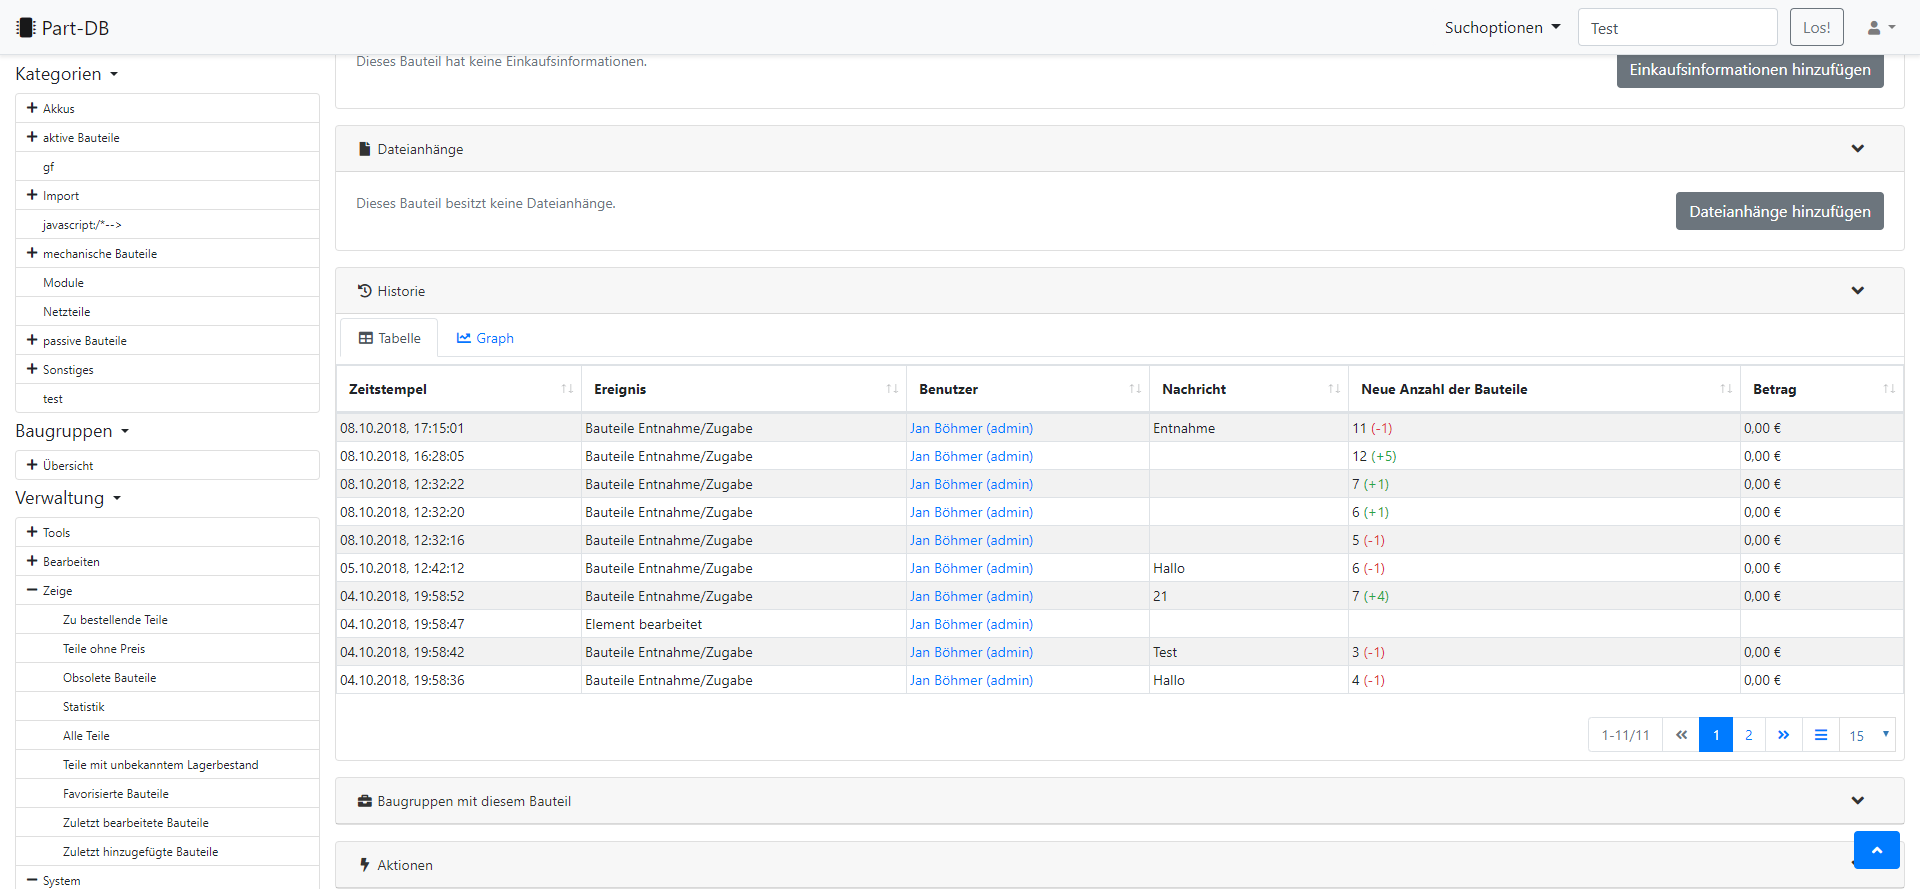 Part-DB
Suchoptionen
Test
Los!
Kategorien
Akkus
aktive Bauteile
gf
Import
javascript:/*-->
mechanische Bauteile
Module
Netzteile
passive Bauteile
Sonstiges
test
Baugruppen
Übersicht
Verwaltung
Tools
Bearbeiten
Zeige
Zu bestellende Teile
Teile ohne Preis
Obsolete Bauteile
Statistik
Alle Teile
Teile mit unbekanntem Lagerbestand
Favorisierte Bauteile
Zuletzt bearbeitete Bauteile
Zuletzt hinzugefügte Bauteile
System
Dieses Bauteil hat keine Einkaufsinformationen.
Einkaufsinformationen hinzufügen
Dateianhänge
Dieses Bauteil besitzt keine Dateianhänge.
Dateianhänge hinzufügen
Historie
Tabelle Graph
Zeitstempel Ereignis Benutzer Nachricht Neue Anzahl der Bauteile Betrag
08.10.2018, 17:15:01 Bauteile Entnahme/Zugabe Jan Böhmer (admin) Entnahme 11 (-1) 0,00 €
08.10.2018, 16:28:05 Bauteile Entnahme/Zugabe Jan Böhmer (admin) 12 (+5) 0,00 €
08.10.2018, 12:32:22 Bauteile Entnahme/Zugabe Jan Böhmer (admin) 7 (+1) 0,00 €
08.10.2018, 12:32:20 Bauteile Entnahme/Zugabe Jan Böhmer (admin) 6 (+1) 0,00 €
08.10.2018, 12:32:16 Bauteile Entnahme/Zugabe Jan Böhmer (admin) 5 (-1) 0,00 €
05.10.2018, 12:42:12 Bauteile Entnahme/Zugabe Jan Böhmer (admin) Hallo 6 (-1) 0,00 €
04.10.2018, 19:58:52 Bauteile Entnahme/Zugabe Jan Böhmer (admin) 21 7 (+4) 0,00 €
04.10.2018, 19:58:47 Element bearbeitet Jan Böhmer (admin)
04.10.2018, 19:58:42 Bauteile Entnahme/Zugabe Jan Böhmer (admin) Test 3 (-1) 0,00 €
04.10.2018, 19:58:36 Bauteile Entnahme/Zugabe Jan Böhmer (admin) Hallo 4 (-1) 0,00 €
1-11/11 « 1 2 » 15
Baugruppen mit diesem Bauteil
Aktionen